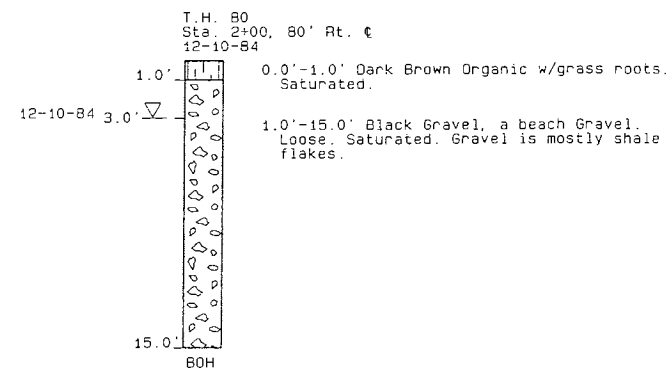 T.H. 80
Sta. 2+00, 80' Rt. ℄
12-10-84
1.0'
0.0'-1.0' Dark Brown Organic w/grass roots.
Saturated.
12-10-84 3.0'
1.0'-15.0' Black Gravel, a beach Gravel.
Loose. Saturated. Gravel is mostly shale
flakes.
15.0'
BOH